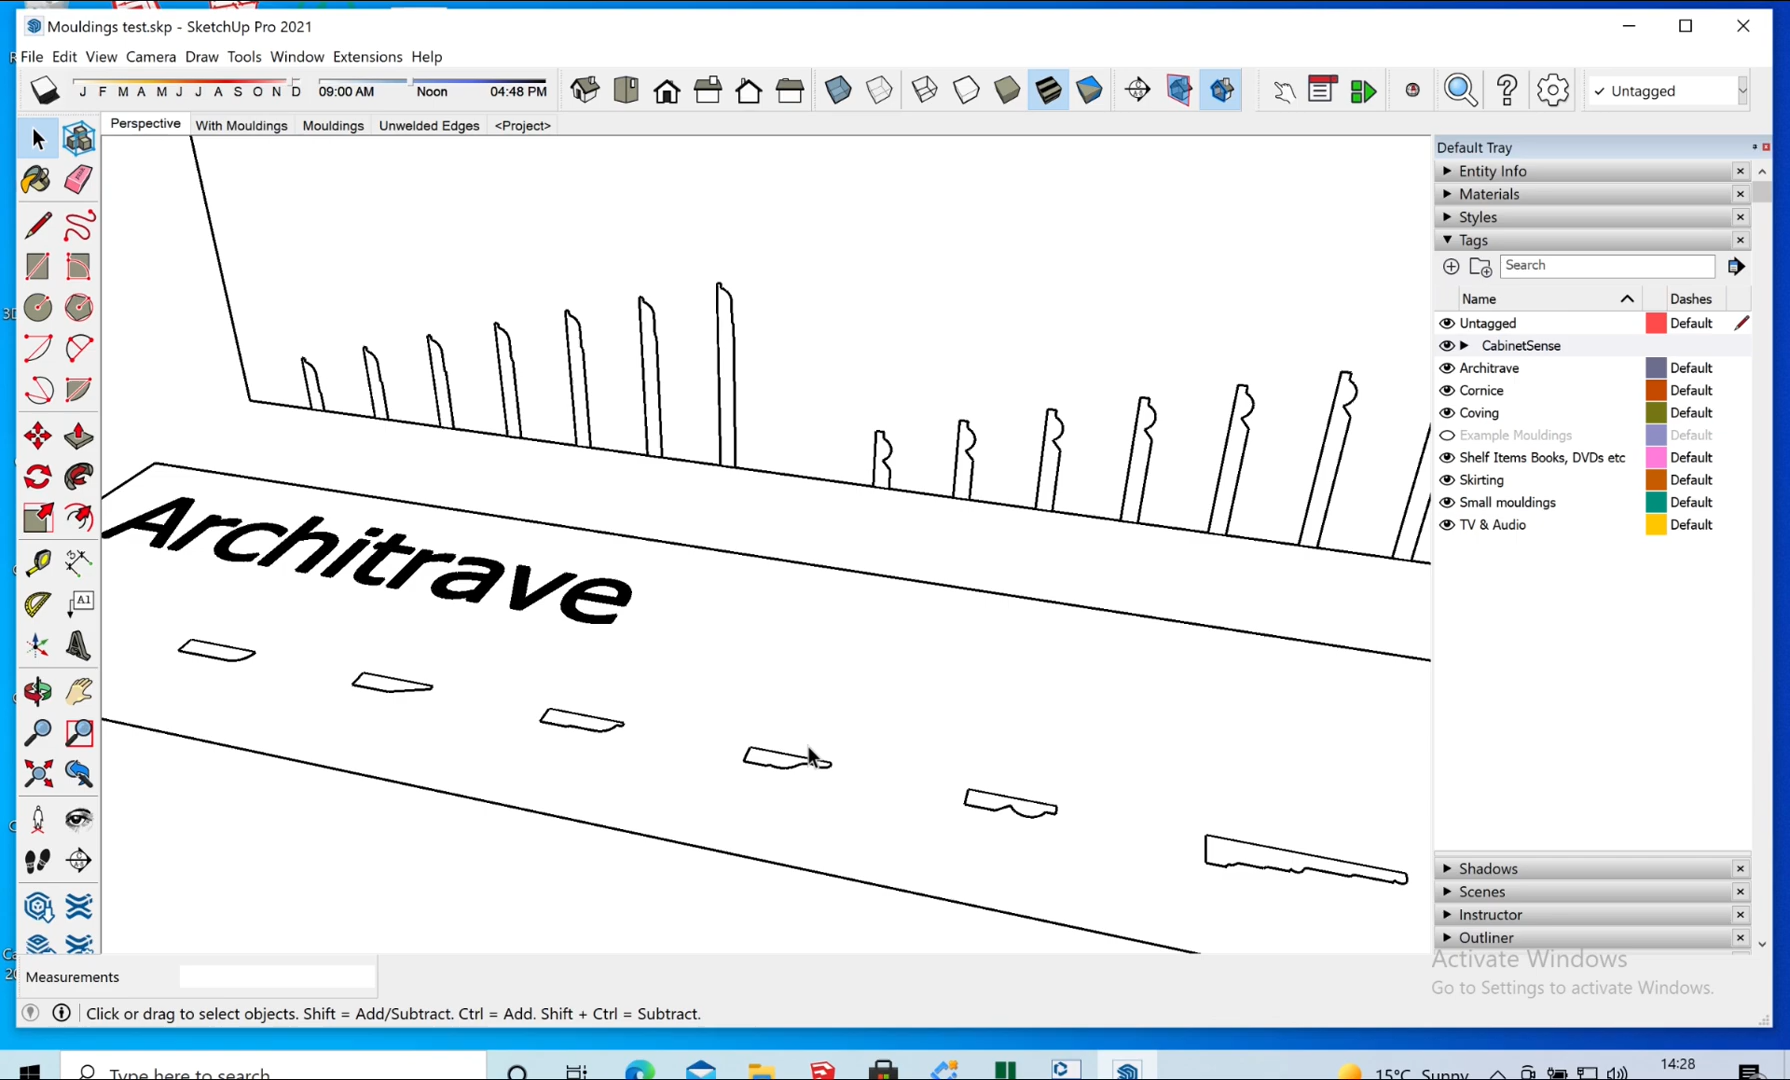 Mouldings test.skp - SketchUp Pro 2021
File Edit View Camera Draw Tools Window Extensions Help
J F M A M J J A S O N D 09:00 AM Noon 04:48 PM
Untagged
Perspective With Mouldings Mouldings Unwelded Edges <Project>
Default Tray
Entity Info
Materials
Styles
Tags
Search
Name Dashes
Untagged Default
CabinetSense
Architrave Default
Cornice Default
Coving Default
Example Mouldings Default
Shelf Items Books, DVDs etc Default
Skirting Default
Small mouldings Default
TV & Audio Default
Architrave
A1
Shadows
Scenes
Instructor
Outliner
Activate Windows
Go to Settings to activate Windows.
Measurements
Click or drag to select objects. Shift = Add/Subtract. Ctrl = Add. Shift + Ctrl = Subtract.
Type here to search
15°C Sunny
14:28